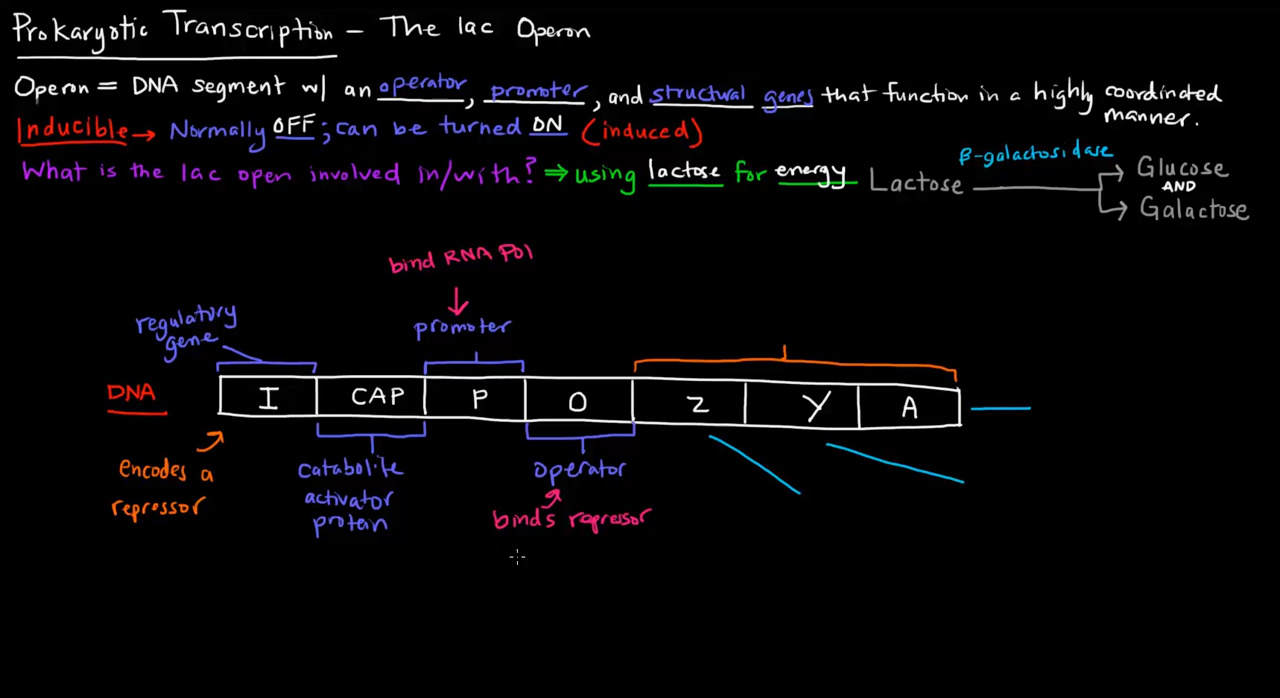 Prokaryotic Transcription - The lac Operon
Operon = DNA segment w/ an operator, promoter, and structural genes that function in a highly coordinated manner.
Inducible → Normally OFF; can be turned ON (induced)
What is the lac open involved in/with? ⇒ using lactose for energy
β-galactosidase
Lactose
Glucose
AND
Galactose
bind RNA Pol
regulatory
gene
promoter
DNA
I CAP P O Z Y A
encodes a
repressor
catabolite
activator
protein
operator
binds repressor